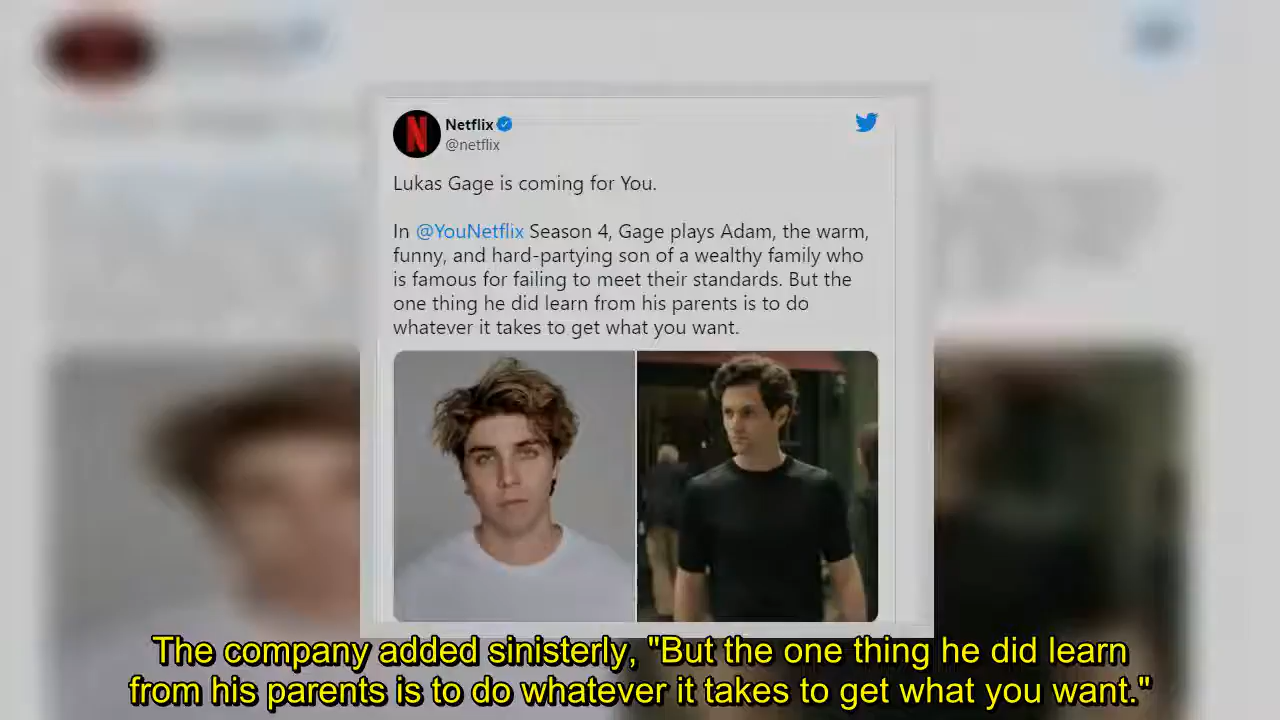 Netflix
@netflix
Lukas Gage is coming for You.
In @YouNetflix Season 4, Gage plays Adam, the warm,
funny, and hard-partying son of a wealthy family who
is famous for failing to meet their standards. But the
one thing he did learn from his parents is to do
whatever it takes to get what you want.
The company added sinisterly, "But the one thing he did learn
from his parents is to do whatever it takes to get what you want."